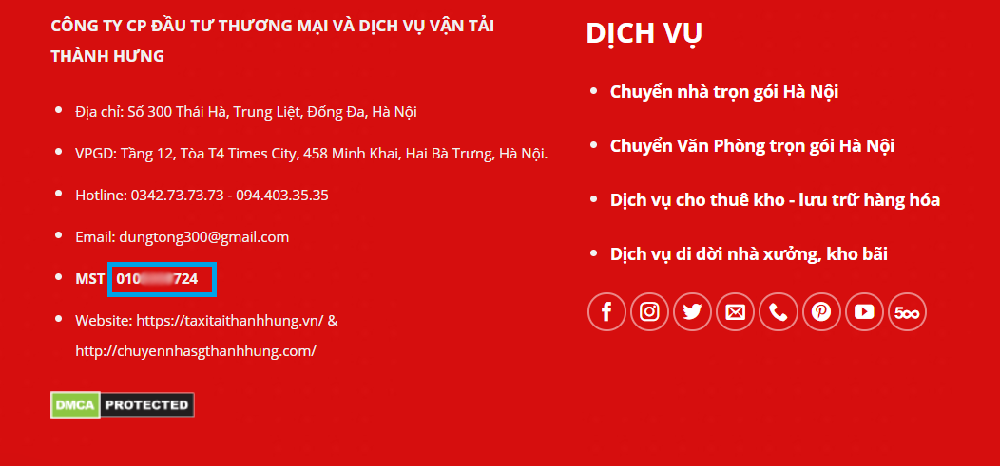 CÔNG TY CP ĐẦU TƯ THƯƠNG MẠI VÀ DỊCH VỤ VẬN TẢI
THÀNH HƯNG
Địa chỉ: Số 300 Thái Hà, Trung Liệt, Đống Đa, Hà Nội
VPGD: Tầng 12, Tòa T4 Times City, 458 Minh Khai, Hai Bà Trưng, Hà Nội.
Hotline: 0342.73.73.73 - 094.403.35.35
Email: dungtong300@gmail.com
MST
Website: https://taxitaithanhhung.vn/ &
http://chuyennhasgthanhhung.com/
DMCA PROTECTED
DỊCH VỤ
Chuyển nhà trọn gói Hà Nội
Chuyển Văn Phòng trọn gói Hà Nội
Dịch vụ cho thuê kho - lưu trữ hàng hóa
Dịch vụ di dời nhà xưởng, kho bãi
500